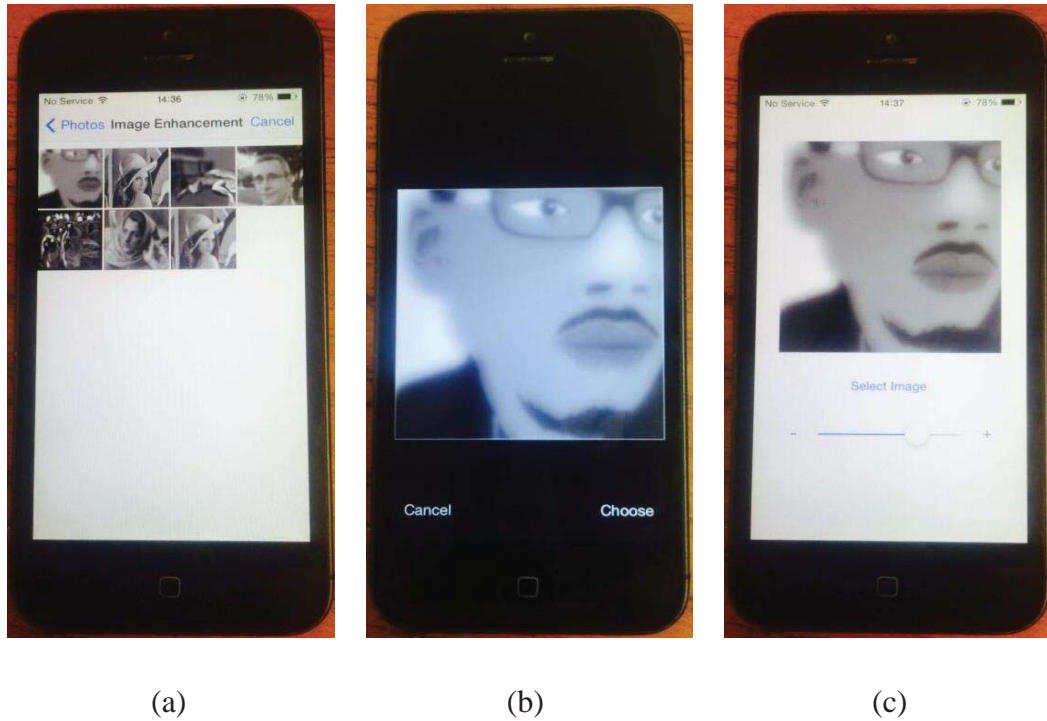 No Service 14:36 78%
Photos Image Enhancement Cancel
Cancel Choose
No Service 14:37 78%
Select Image
- +
(a) (b) (c)